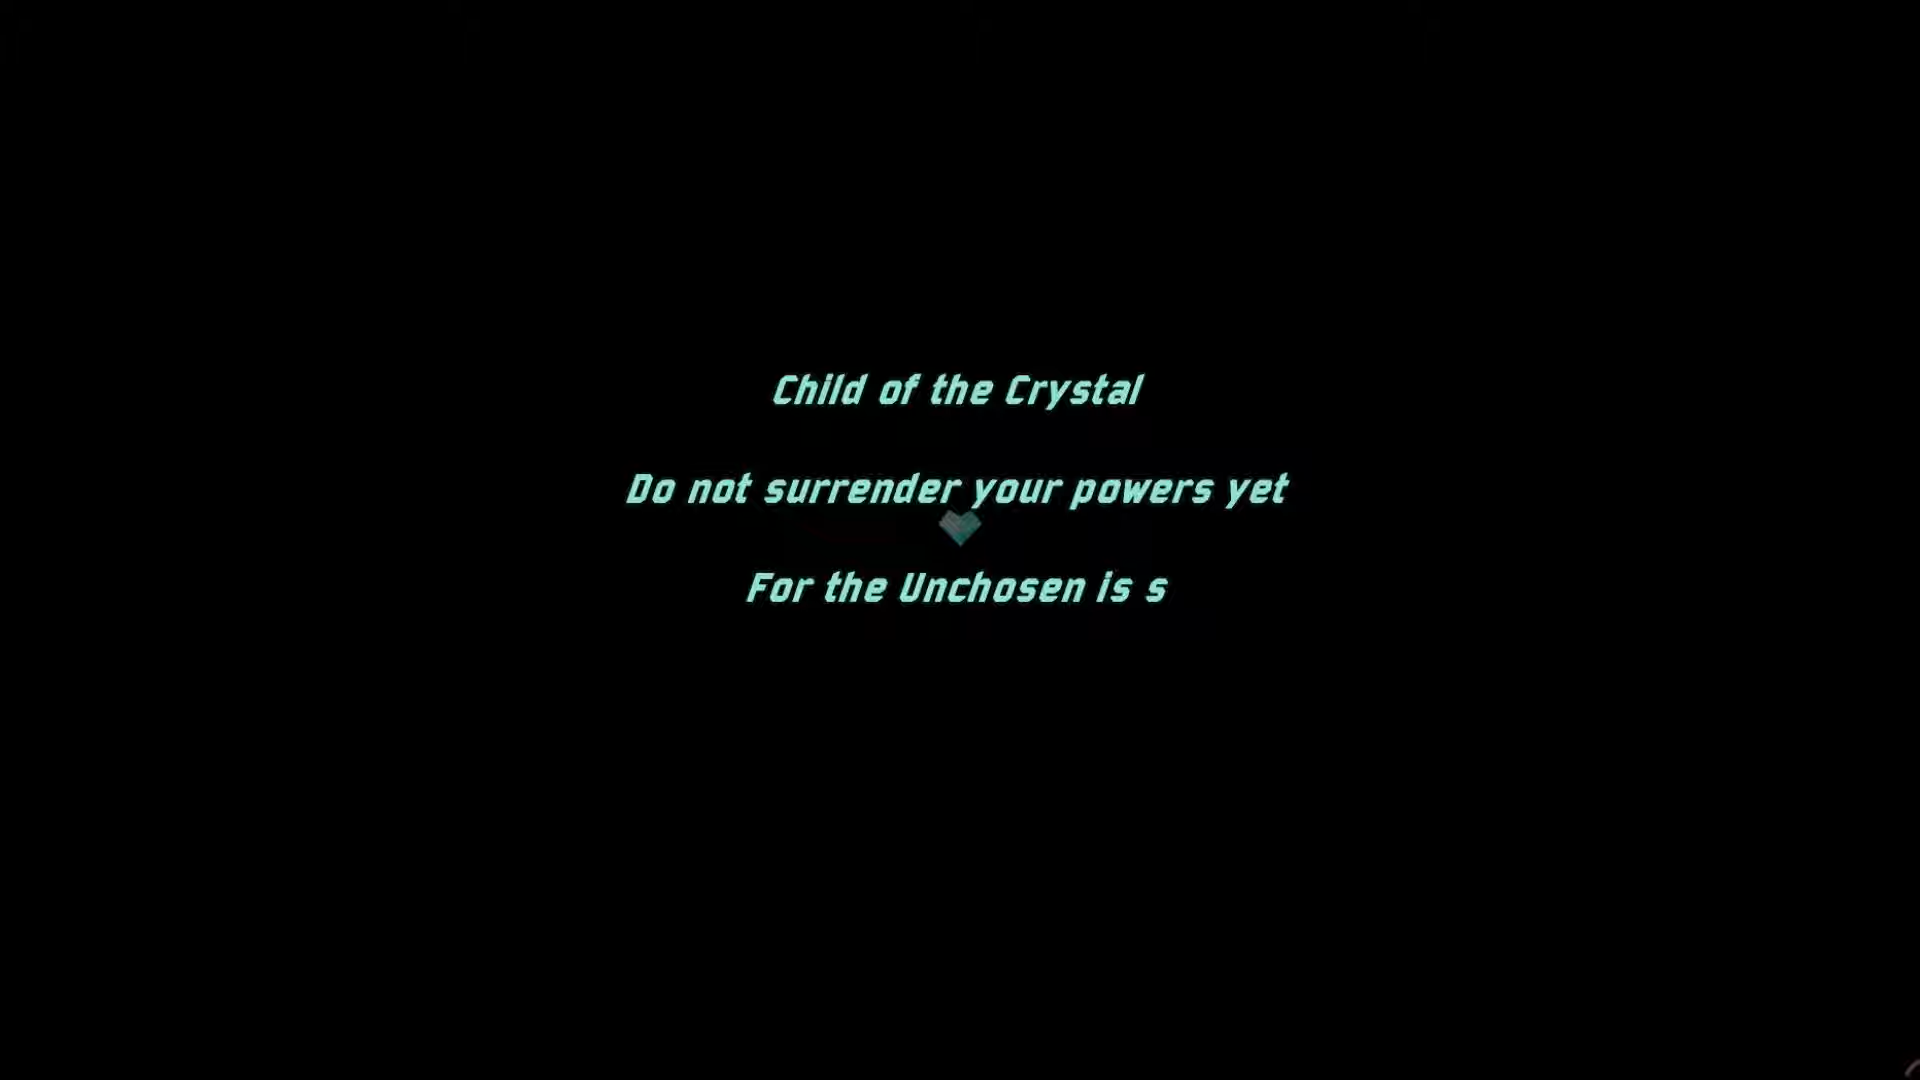 Child of the Crystal
Do not surrender your powers yet
For the Unchosen is s